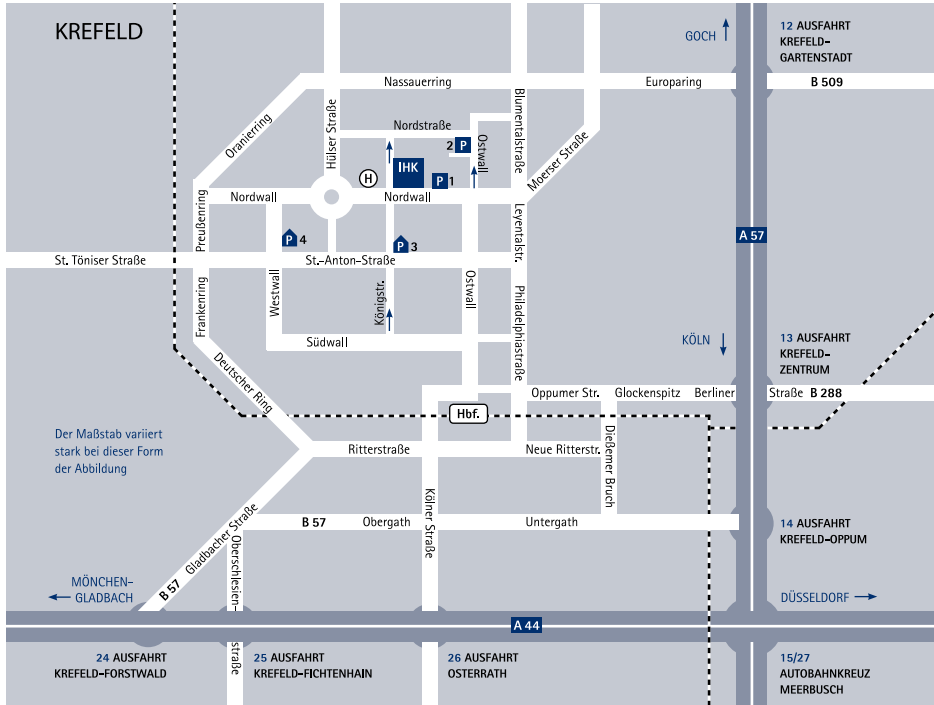 KREFELD
GOCH
12 AUSFAHRT
KREFELD-
GARTENSTADT
Nassauerring
Europaring
B 509
Oranierring
Hülser Straße
Nordstraße
Blumentalstraße
Moerser Straße
2 P
Ostwall
IHK
H
P 1
Preußenring
Nordwall
Nordwall
Leyentalstr.
A 57
P 4
P 3
St. Töniser Straße
St.-Anton-Straße
Frankenring
Westwall
Königstr.
Ostwall
Philadelphiastraße
Südwall
KÖLN
13 AUSFAHRT
KREFELD-
ZENTRUM
Deutscher Ring
Oppumer Str.
Glockenspitz
Berliner
Straße B 288
Hbf.
Der Maßstab variiert
stark bei dieser Form
der Abbildung
Ritterstraße
Neue Ritterstr.
Dießemer Bruch
Kölner Straße
B 57
Obergath
Untergath
14 AUSFAHRT
KREFELD-OPPUM
B 57 Gladbacher Straße
Oberschlesien-
straße
MÖNCHEN-
GLADBACH
DÜSSELDORF
A 44
24 AUSFAHRT
KREFELD-FORSTWALD
25 AUSFAHRT
KREFELD-FICHTENHAIN
26 AUSFAHRT
OSTERRATH
15/27
AUTOBAHNKREUZ
MEERBUSCH